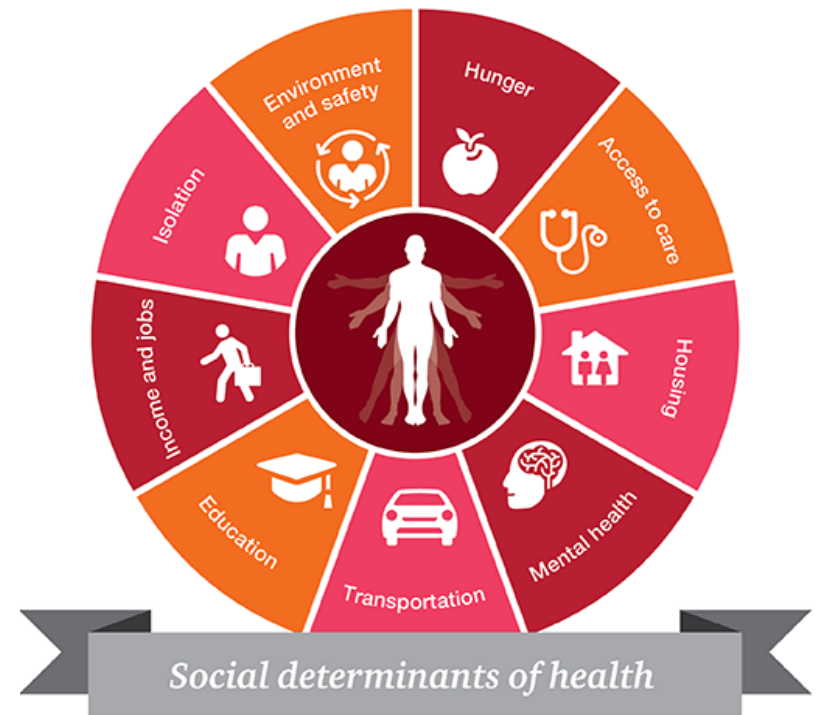 Environment
and safety
Hunger
Access to care
Housing
Mental health
Transportation
Education
Income and jobs
Isolation
Social determinants of health